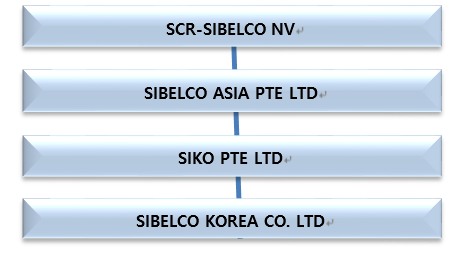 SCR-SIBELCO NV
SIBELCO ASIA PTE LTD
SIKO PTE LTD
SIBELCO KOREA CO. LTD